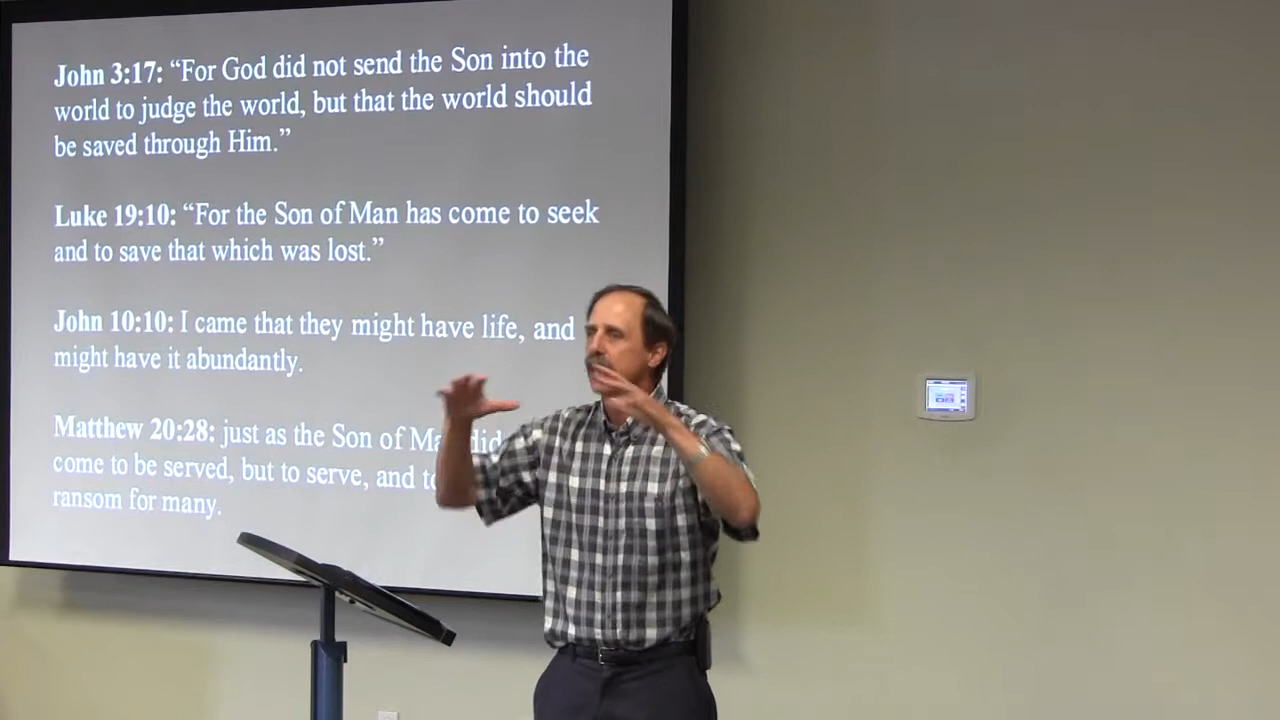 John 3:17: “For God did not send the Son into the
world to judge the world, but that the world should
be saved through Him.”
Luke 19:10: “For the Son of Man has come to seek
and to save that which was lost.”
John 10:10: I came that they might have life, and
might have it abundantly.
Matthew 20:28: just as the Son of did
come to be served, but to serve, and
ransom for many.